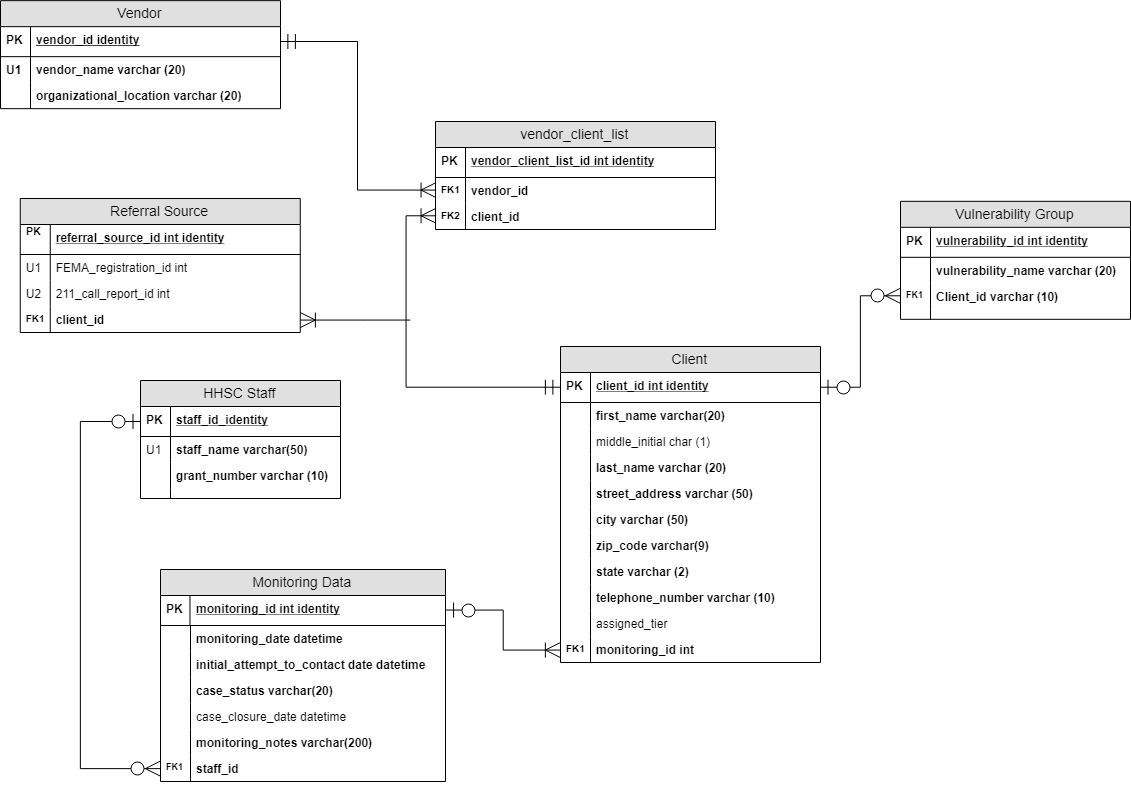 Vendor
PK vendor_id identity
U1 vendor_name varchar (20)
organizational_location varchar (20)
vendor_client_list
PK vendor_client_list_id int identity
FK1 vendor_id
FK2 client_id
Referral Source
PK referral_source_id int identity
U1 FEMA_registration_id int
U2 211_call_report_id int
FK1 client_id
Vulnerability Group
PK vulnerability_id int identity
vulnerability_name varchar (20)
FK1 Client_id varchar (10)
Client
PK client_id int identity
first_name varchar(20)
middle_initial char (1)
last_name varchar (20)
street_address varchar (50)
city varchar (50)
zip_code varchar(9)
state varchar (2)
telephone_number varchar (10)
assigned_tier
FK1 monitoring_id int
HHSC Staff
PK staff_id_identity
U1 staff_name varchar(50)
grant_number varchar (10)
Monitoring Data
PK monitoring_id int identity
monitoring_date datetime
initial_attempt_to_contact date datetime
case_status varchar(20)
case_closure_date datetime
monitoring_notes varchar(200)
FK1 staff_id